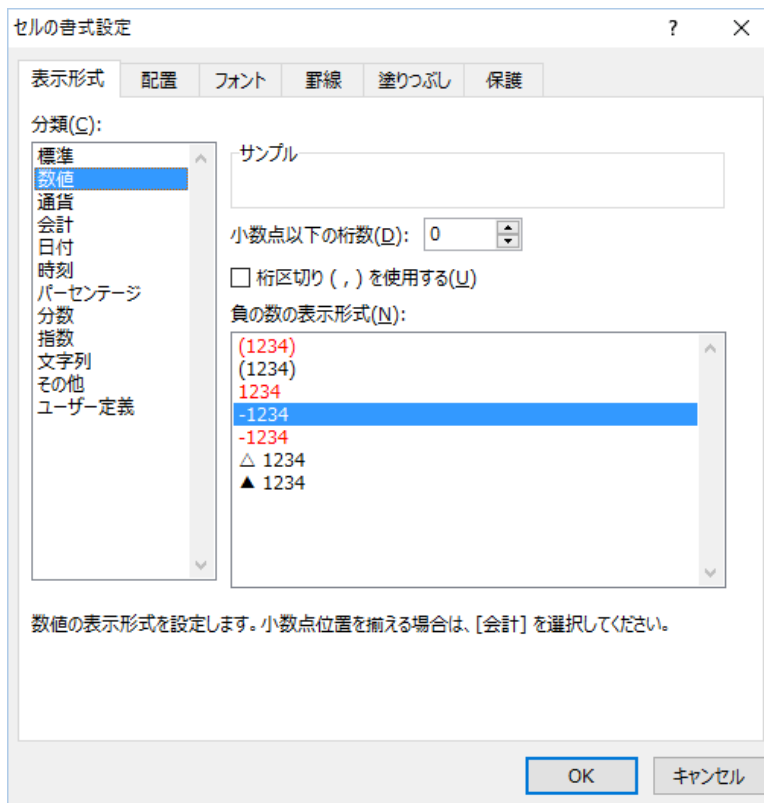 セルの書式設定
? ×
表示形式 配置 フォント 罫線 塗りつぶし 保護
分類(C):
標準
数値
通貨
会計
日付
時刻
パーセンテージ
分数
指数
文字列
その他
ユーザー定義
サンプル
小数点以下の桁数(D): 0
桁区切り ( , ) を使用する(U)
負の数の表示形式(N):
(1234)
(1234)
1234
-1234
-1234
△ 1234
▲ 1234
数値の表示形式を設定します。小数点位置を揃える場合は、[会計] を選択してください。
OK キャンセル